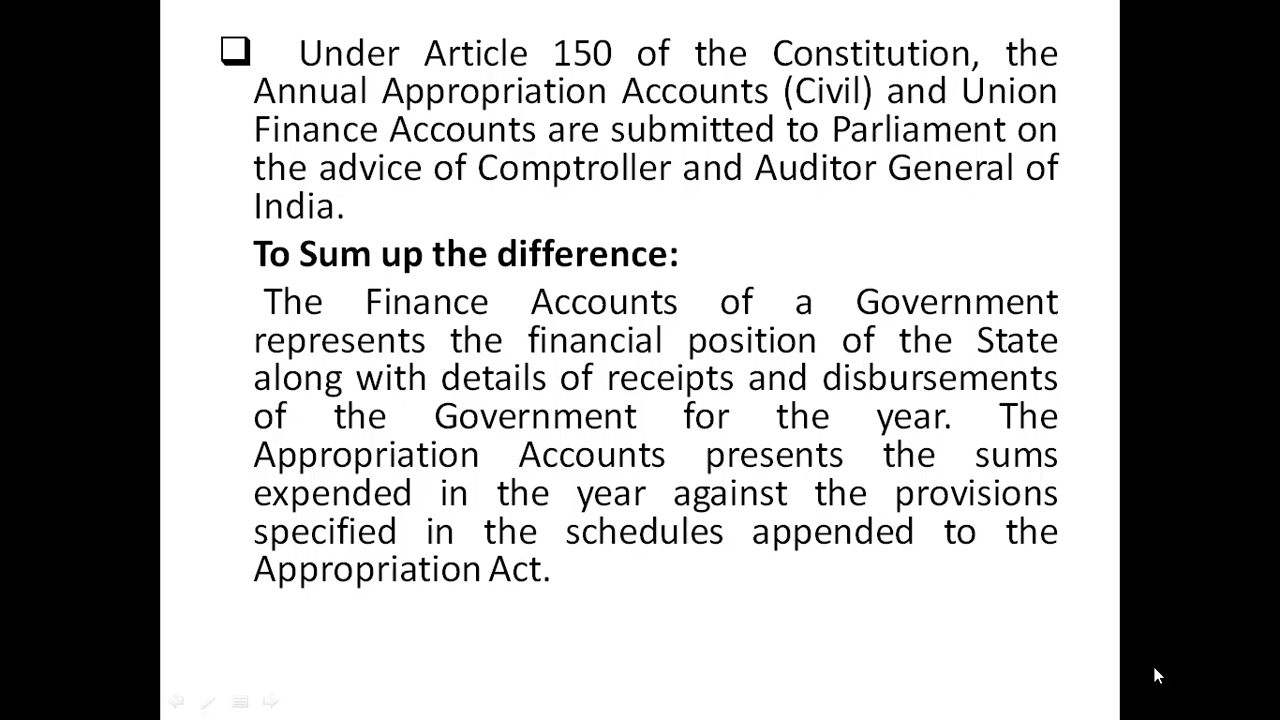 Under Article 150 of the Constitution, the
Annual Appropriation Accounts (Civil) and Union
Finance Accounts are submitted to Parliament on
the advice of Comptroller and Auditor General of
India.
To Sum up the difference:
The Finance Accounts of a Government
represents the financial position of the State
along with details of receipts and disbursements
of the Government for the year. The
Appropriation Accounts presents the sums
expended in the year against the provisions
specified in the schedules appended to the
Appropriation Act.